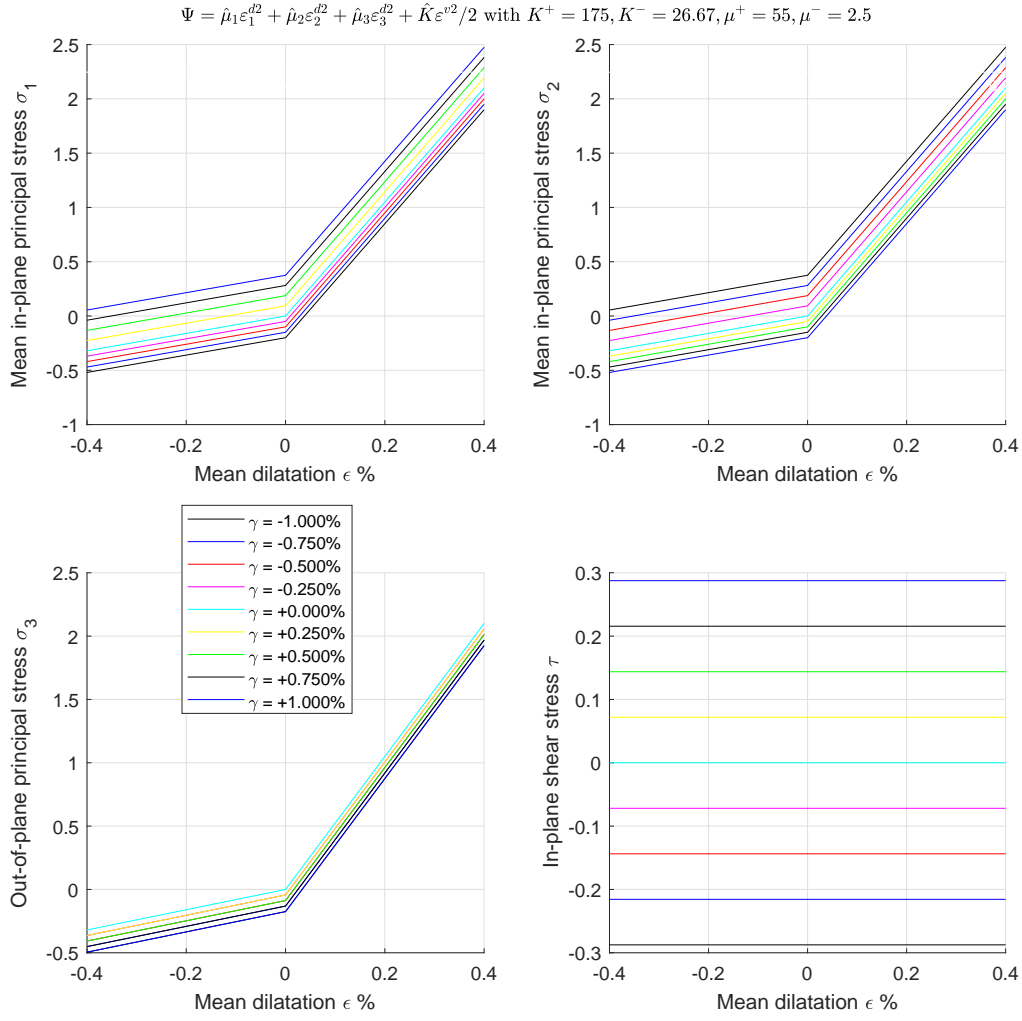 Ψ = μ̂₁ε₁ᵈ² + μ̂₂ε₂ᵈ² + μ̂₃ε₃ᵈ² + K̂εᵛ²/2 with K⁺ = 175, K⁻ = 26.67, μ⁺ = 55, μ⁻ = 2.5
Mean in-plane principal stress σ₁
2.5
2
1.5
1
0.5
0
-0.5
-1
-0.4
-0.2
0
0.2
0.4
Mean dilatation ϵ %
Mean in-plane principal stress σ₂
2.5
2
1.5
1
0.5
0
-0.5
-1
-0.4
-0.2
0
0.2
0.4
Mean dilatation ϵ %
Out-of-plane principal stress σ₃
2.5
2
1.5
1
0.5
0
-0.5
-0.4
-0.2
0
0.2
0.4
Mean dilatation ϵ %
γ = -1.000%
γ = -0.750%
γ = -0.500%
γ = -0.250%
γ = +0.000%
γ = +0.250%
γ = +0.500%
γ = +0.750%
γ = +1.000%
In-plane shear stress τ
0.3
0.2
0.1
0
-0.1
-0.2
-0.3
-0.4
-0.2
0
0.2
0.4
Mean dilatation ϵ %